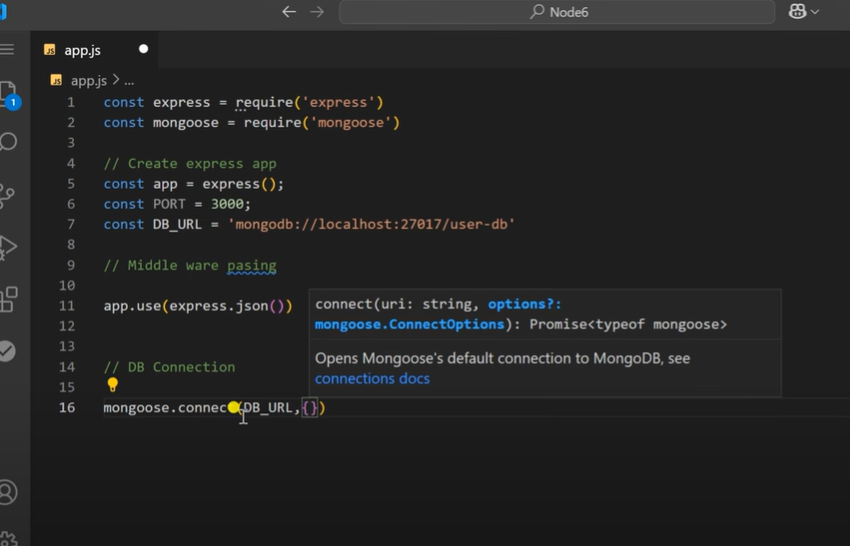 Node6
app.js
app.js > ...
1 const express = require('express')
2 const mongoose = require('mongoose')
3
4 // Create express app
5 const app = express();
6 const PORT = 3000;
7 const DB_URL = 'mongodb://localhost:27017/user-db'
8
9 // Middle ware pasing
10
11 app.use(express.json())
connect(uri: string, options?:
12
mongoose.ConnectOptions): Promise<typeof mongoose>
13
Opens Mongoose's default connection to MongoDB, see
14 // DB Connection
connections docs
15
16 mongoose.connect(DB_URL,{})
1